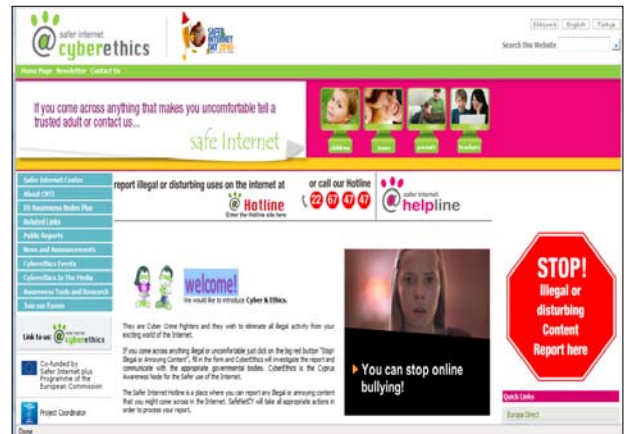 safer internet
cyberethics
SAFER
INTERNET
DAY 2010
Ελληνικά English Türkçe
Search this Website
Home Page Newsletter Contact Us
If you come across anything that makes you uncomfortable tell a
trusted adult or contact us...
safe Internet
children teens parents teachers
Safer Internet Center
About CNTI
EU Awareness Nodes Plus
Related Links
Public Reports
News and Announcements
Cyberethics Events
Cyberethics In The Media
Awareness Tools and Research
Join our Forum
report illegal or disturbing uses on the internet at
Hotline
Enter the Hotline site here
or call our Hotline
22 67 47 47
safer internet
helpline
welcome!
We would like to introduce Cyber & Ethics.
They are Cyber Crime Fighters and they wish to eliminate all illegal activity from your
exciting world of the Internet.
If you come across anything illegal or uncomfortable just click on the big red button "Stop!
Illegal or Annoying Content", fill in the form and CyberEthics will investigate the report and
communicate with the appropriate governmental bodies. CyberEthics is the Cyprus
Awareness Node for the Safer use of the Internet.
The Safer Internet Hotline is a place where you can report any illegal or annoying content
that you might come across in the Internet. SafenetCY will take all appropriate actions in
order to process your report.
You can stop online
bullying!
STOP!
Illegal or
disturbing
Content
Report here
Link to us:
cyberethics
Co-funded by
Safer Internet plus
Programme of the
European Commission
Project Coordinator
Quick Links
Europe Direct
Done